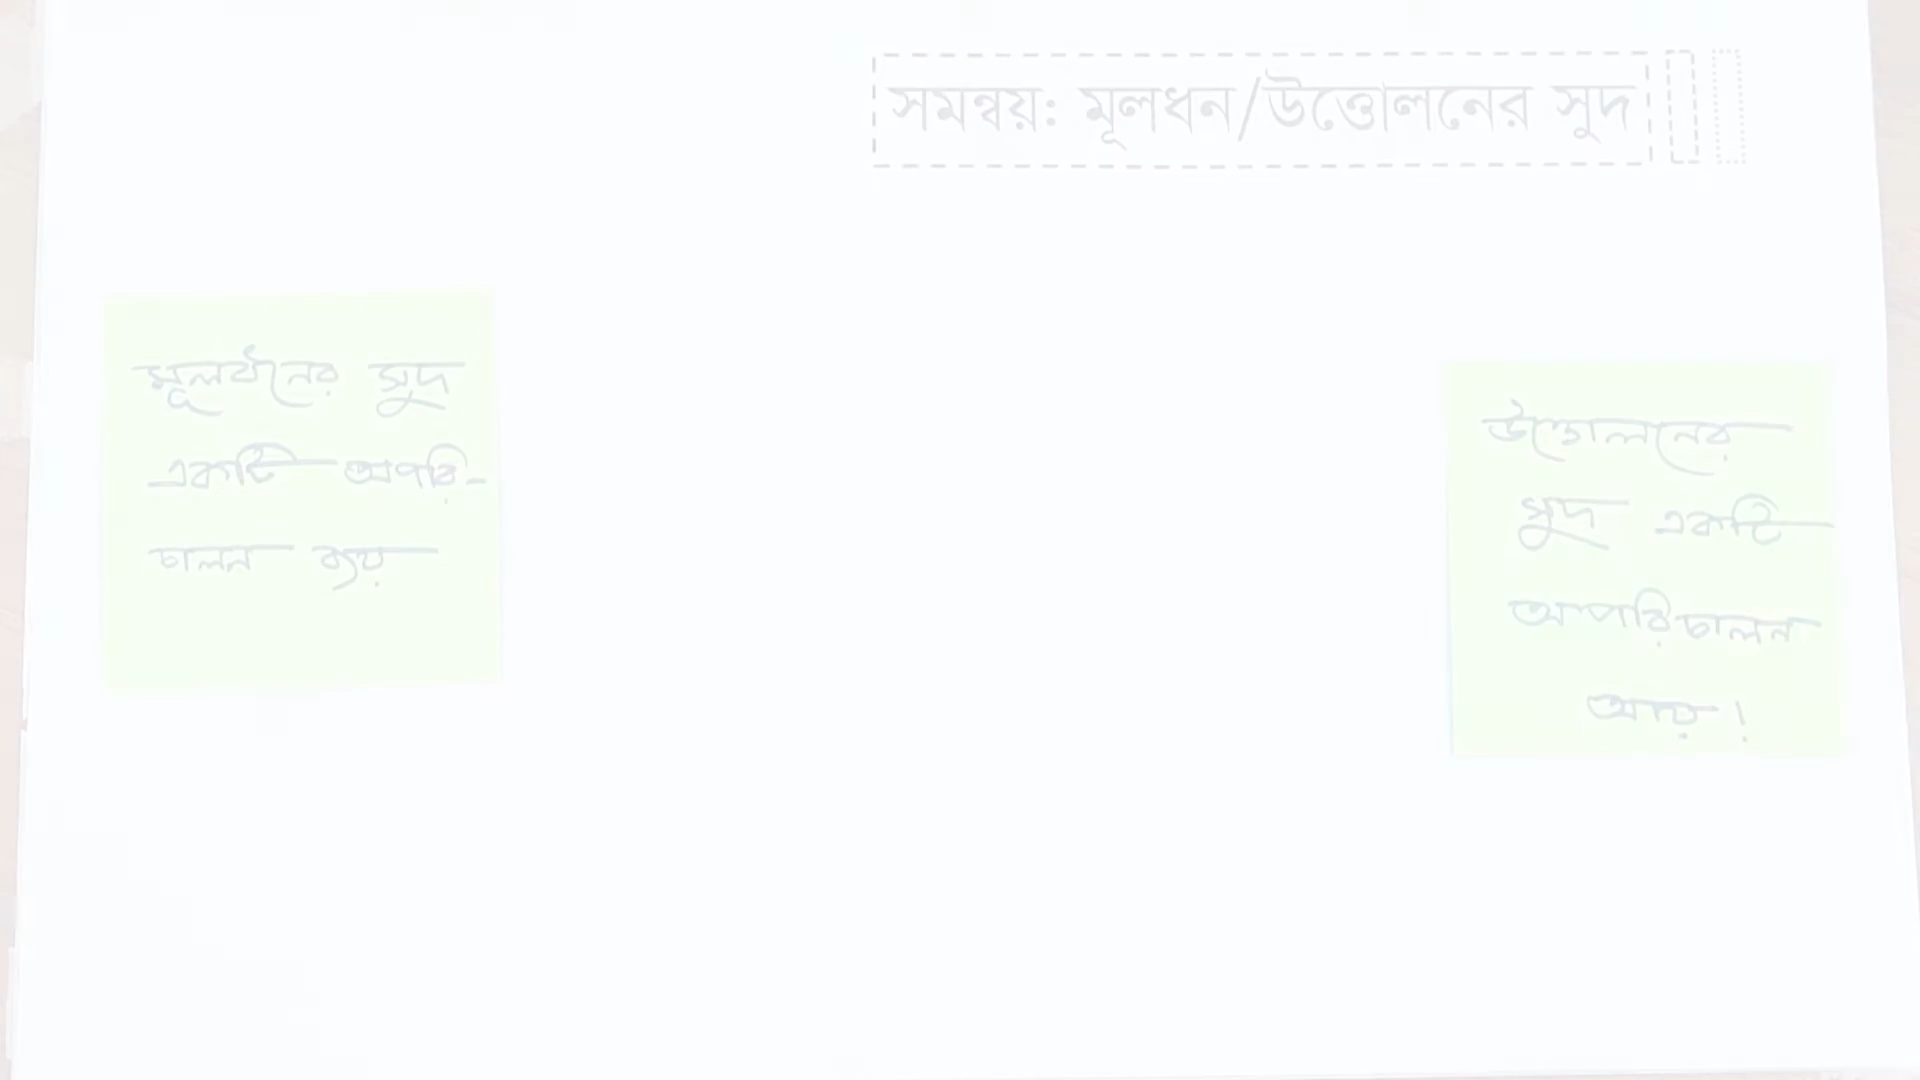 সমন্বয়: মূলধন/উত্তোলনের সুদ
মূলধনের সুদ
একটি অপরি-
চালন ব্যয়
উত্তোলনের
সুদ একটি
অপরিচালন
আয়!